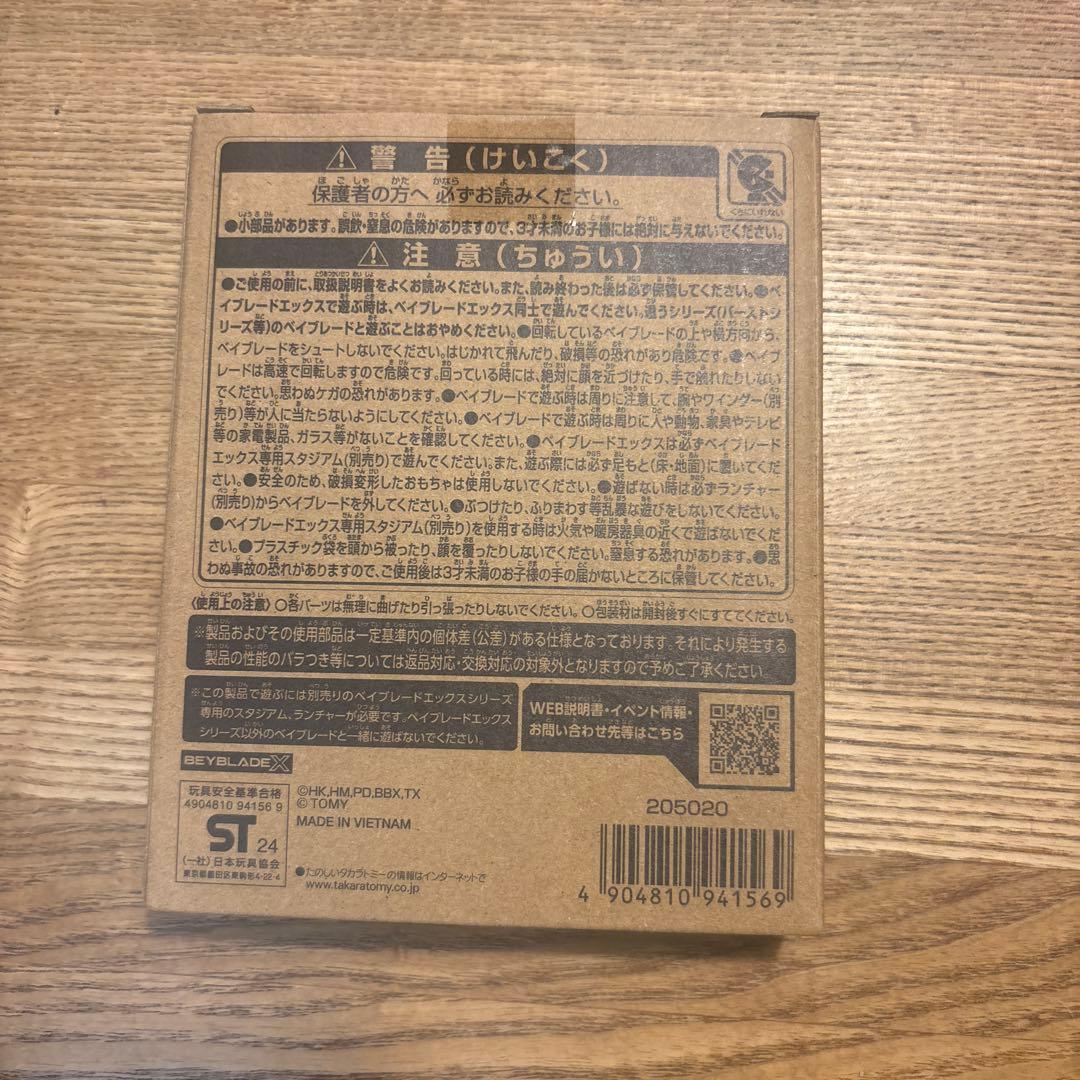 ⚠ 警告(けいこく)
保護者の方へ 必ずお読みください。
くちにいれない
●小部品があります。誤飲・窒息の危険がありますので、3才未満のお子様には絶対に与えないでください。
⚠ 注意(ちゅうい)
●ご使用の前に、取扱説明書をよくお読みください。また、読み終わった後は必ず保管してください。●ベ
イブレードエックスで遊ぶ時は、ベイブレードエックス同士で遊んでください。違うシリーズ(バーストシ
リーズ等)のベイブレードと遊ぶことはおやめください。●回転しているベイブレードの上や横方向から、
ベイブレードをシュートしないでください。はじかれて飛んだり、破損等の恐れがあり危険です。●ベイブ
レードは高速で回転しますので危険です。回っている時には、絶対に顔を近づけたり、手で触れたりしない
でください。思わぬケガの恐れがあります。●ベイブレードで遊ぶ時は周りに注意して、腕やワインダー(別
売り)等が人に当たらないようにしてください。●ベイブレードで遊ぶ時は周りに人や動物、家具やテレビ
等の家電製品、ガラス等がないことを確認してください。●ベイブレードエックスは必ずベイブレード
エックス専用スタジアム(別売り)で遊んでください。また、遊ぶ際には必ず足もと(床・地面)に置いてくだ
さい。●安全のため、破損変形したおもちゃは使用しないでください。●遊ばない時は必ずランチャー
(別売り)からベイブレードを外してください。●ぶつけたり、ふりまわす等乱暴な遊びをしないでください。
●ベイブレードエックス専用スタジアム(別売り)を使用する時は火気や暖房器具の近くで遊ばないでくだ
さい。●プラスチック袋を頭から被ったり、顔を覆ったりしないでください。窒息する恐れがあります。●思
わぬ事故の恐れがありますので、ご使用後は3才未満のお子様の手の届かないところに保管してください。
〈使用上の注意〉○各パーツは無理に曲げたり引っ張ったりしないでください。○包装材は開封後すぐにすててください。
※製品およびその使用部品は一定基準内の個体差(公差)がある仕様となっております。それにより発生する
製品の性能のバラつき等については返品対応・交換対応の対象外となりますので予めご了承ください。
※この製品で遊ぶには別売りのベイブレードエックスシリーズ
専用のスタジアム、ランチャーが必要です。ベイブレードエックス
シリーズ以外のベイブレードと一緒に遊ばないでください。
WEB説明書・イベント情報・
お問い合わせ先等はこちら
BEYBLADE X
玩具安全基準合格
4904810 94156 9
ST 24
(一社)日本玩具協会
東京都墨田区東駒形4-22-4
©HK,HM,PD,BBX,TX
© TOMY
MADE IN VIETNAM
●たのしいタカラトミーの情報はインターネットで
www.takaratomy.co.jp
205020
4 904810 941569